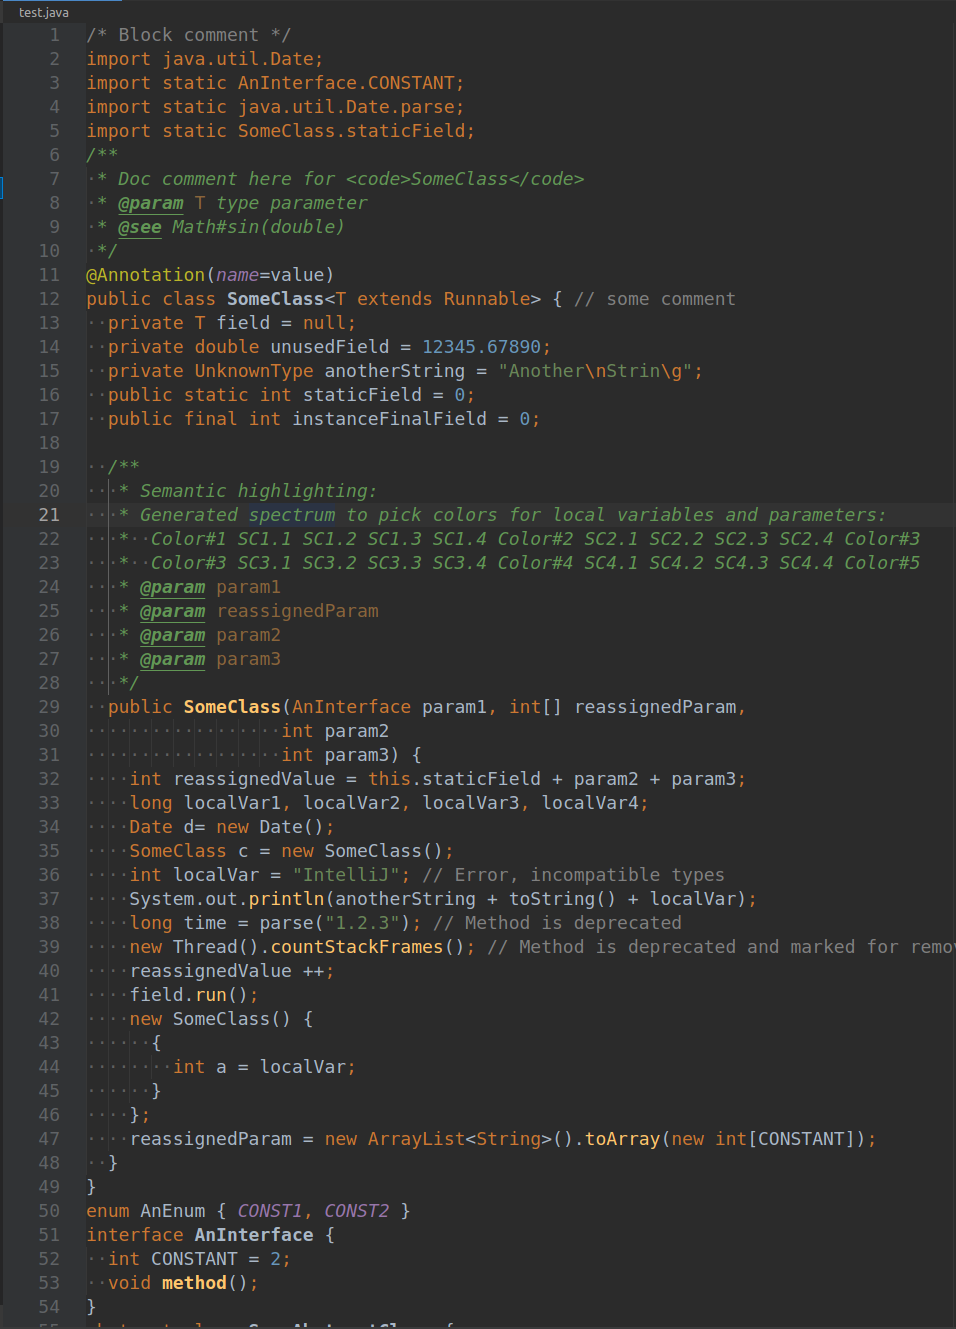 test.java
1 /* Block comment */
2 import java.util.Date;
3 import static AnInterface.CONSTANT;
4 import static java.util.Date.parse;
5 import static SomeClass.staticField;
6 /**
7  * Doc comment here for <code>SomeClass</code>
8  * @param T type parameter
9  * @see Math#sin(double)
10  */
11 @Annotation(name=value)
12 public class SomeClass<T extends Runnable> { // some comment
13   private T field = null;
14   private double unusedField = 12345.67890;
15   private UnknownType anotherString = "Another\nStrin\g";
16   public static int staticField = 0;
17   public final int instanceFinalField = 0;
18
19   /**
20    * Semantic highlighting:
21    * Generated spectrum to pick colors for local variables and parameters:
22    *  Color#1 SC1.1 SC1.2 SC1.3 SC1.4 Color#2 SC2.1 SC2.2 SC2.3 SC2.4 Color#3
23    *  Color#3 SC3.1 SC3.2 SC3.3 SC3.4 Color#4 SC4.1 SC4.2 SC4.3 SC4.4 Color#5
24    * @param param1
25    * @param reassignedParam
26    * @param param2
27    * @param param3
28    */
29   public SomeClass(AnInterface param1, int[] reassignedParam,
30                   int param2
31                   int param3) {
32     int reassignedValue = this.staticField + param2 + param3;
33     long localVar1, localVar2, localVar3, localVar4;
34     Date d= new Date();
35     SomeClass c = new SomeClass();
36     int localVar = "IntelliJ"; // Error, incompatible types
37     System.out.println(anotherString + toString() + localVar);
38     long time = parse("1.2.3"); // Method is deprecated
39     new Thread().countStackFrames(); // Method is deprecated and marked for remo
40     reassignedValue ++;
41     field.run();
42     new SomeClass() {
43       {
44         int a = localVar;
45       }
46     };
47     reassignedParam = new ArrayList<String>().toArray(new int[CONSTANT]);
48   }
49 }
50 enum AnEnum { CONST1, CONST2 }
51 interface AnInterface {
52   int CONSTANT = 2;
53   void method();
54 }